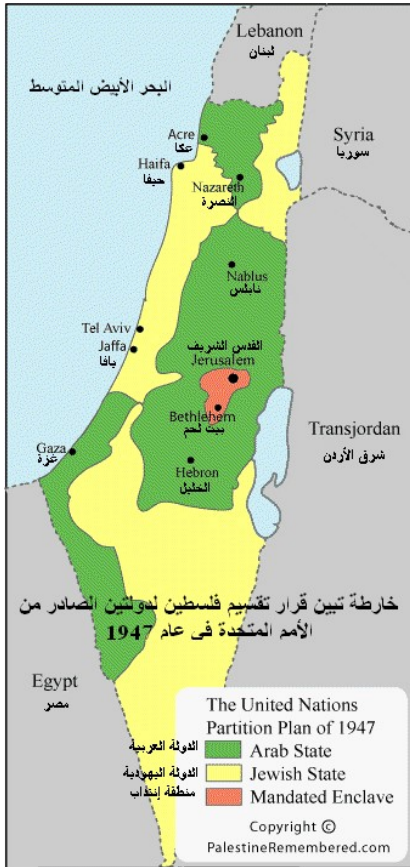 Lebanon
لبنان
البحر الأبيض المتوسط
Syria
سوريا
Acre
عكا
Haifa
حيفا
Nazareth
الناصرة
Nablus
نابلس
Tel Aviv
Jaffa
يافا
القدس الشريف
Jerusalem
Bethlehem
بيت لحم
Transjordan
شرق الأردن
Gaza
غزة
Hebron
الخليل
خارطة تبين قرار تقسيم فلسطين لدولتين الصادر من
الأمم المتحدة فى عام 1947
Egypt
مصر
The United Nations
Partition Plan of 1947
الدولة العربية
Arab State
الدولة اليهودية
Jewish State
منطقة إنتداب
Mandated Enclave
Copyright ©
PalestineRemembered.com